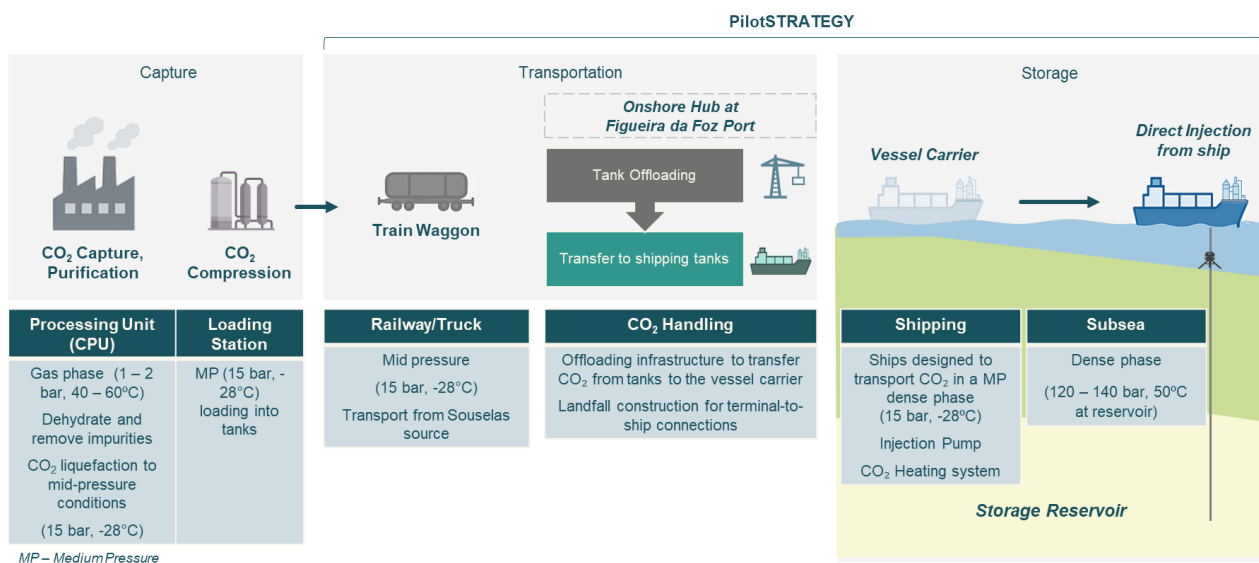 PilotSTRATEGY
Capture
Transportation
Storage
Onshore Hub at
Figueira da Foz Port
Tank Offloading
Transfer to shipping tanks
Train Waggon
CO₂ Capture,
Purification
CO₂
Compression
Vessel Carrier
Direct Injection
from ship
Processing Unit
(CPU)
Gas phase (1 – 2
bar, 40 – 60ºC)
Dehydrate and
remove impurities
CO₂ liquefaction to
mid-pressure
conditions
(15 bar, -28°C)
Loading
Station
MP (15 bar, -
28°C)
loading into
tanks
Railway/Truck
Mid pressure
(15 bar, -28°C)
Transport from Souselas
source
CO₂ Handling
Offloading infrastructure to transfer
CO₂ from tanks to the vessel carrier
Landfall construction for terminal-to-
ship connections
Shipping
Ships designed to
transport CO₂ in a MP
dense phase
(15 bar, -28ºC)
Injection Pump
CO₂ Heating system
Subsea
Dense phase
(120 – 140 bar, 50ºC
at reservoir)
Storage Reservoir
MP – Medium Pressure